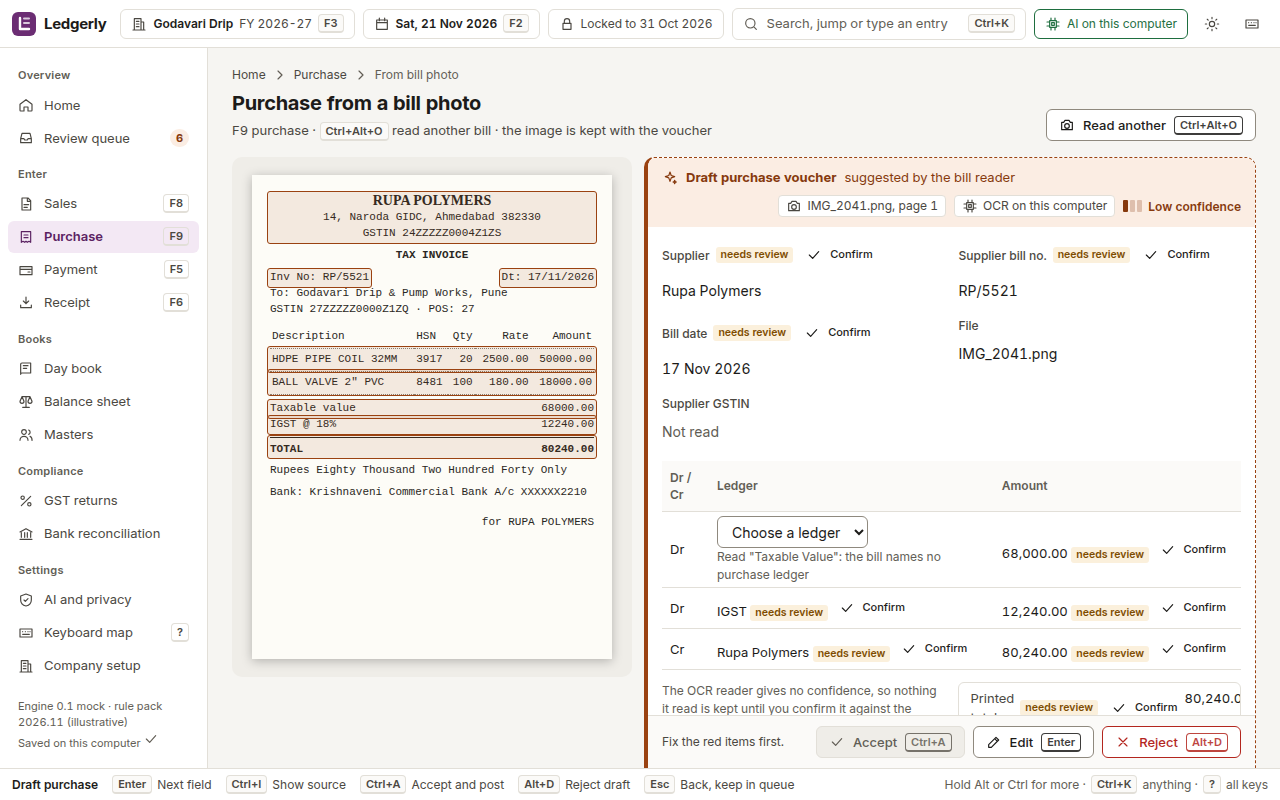 Ledgerly
Godavari Drip FY 2026-27 F3
Sat, 21 Nov 2026 F2
Locked to 31 Oct 2026
Search, jump or type an entry Ctrl+K
AI on this computer
Overview
Home
Review queue 6
Enter
Sales F8
Purchase F9
Payment F5
Receipt F6
Books
Day book
Balance sheet
Masters
Compliance
GST returns
Bank reconciliation
Settings
AI and privacy
Keyboard map ?
Company setup
Engine 0.1 mock · rule pack
2026.11 (illustrative)
Saved on this computer
Home Purchase From bill photo
Purchase from a bill photo
F9 purchase · Ctrl+Alt+O read another bill · the image is kept with the voucher
Read another Ctrl+Alt+O
RUPA POLYMERS
14, Naroda GIDC, Ahmedabad 382330
GSTIN 24ZZZZZ0004Z1ZS
TAX INVOICE
Inv No: RP/5521 Dt: 17/11/2026
To: Godavari Drip & Pump Works, Pune
GSTIN 27ZZZZZ0000Z1ZQ · POS: 27
Description HSN Qty Rate Amount
HDPE PIPE COIL 32MM 3917 20 2500.00 50000.00
BALL VALVE 2" PVC 8481 100 180.00 18000.00
Taxable value 68000.00
IGST @ 18% 12240.00
TOTAL 80240.00
Rupees Eighty Thousand Two Hundred Forty Only
Bank: Krishnaveni Commercial Bank A/c XXXXXX2210
for RUPA POLYMERS
Draft purchase voucher suggested by the bill reader
IMG_2041.png, page 1
OCR on this computer
Low confidence
Supplier needs review Confirm
Rupa Polymers
Supplier bill no. needs review Confirm
RP/5521
Bill date needs review Confirm
17 Nov 2026
File
IMG_2041.png
Supplier GSTIN
Not read
Dr / Cr Ledger Amount
Dr Choose a ledger 68,000.00 needs review Confirm
Read "Taxable Value": the bill names no
purchase ledger
Dr IGST needs review Confirm 12,240.00 needs review Confirm
Cr Rupa Polymers needs review Confirm 80,240.00 needs review Confirm
The OCR reader gives no confidence, so nothing
it read is kept until you confirm it against the
Printed needs review Confirm 80,240.0
Fix the red items first.
Accept Ctrl+A
Edit Enter
Reject Alt+D
Draft purchase Enter Next field Ctrl+I Show source Ctrl+A Accept and post Alt+D Reject draft Esc Back, keep in queue
Hold Alt or Ctrl for more · Ctrl+K anything · ? all keys